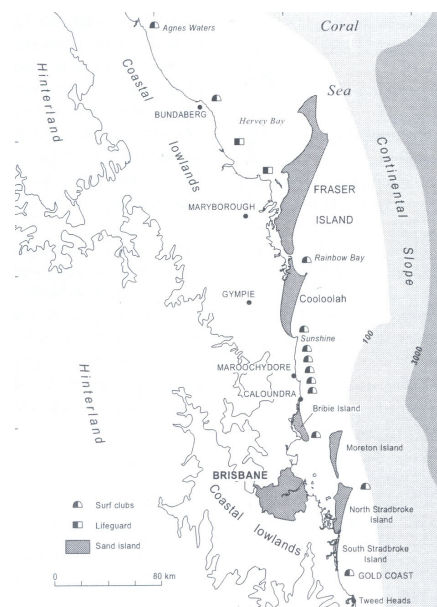 Agnes Waters
Coral
Sea
Hinterland
Coastal
lowlands
BUNDABERG
Hervey Bay
Continental
Slope
FRASER
ISLAND
MARYBOROUGH
Rainbow Bay
Cooloolah
GYMPIE
Sunshine
100
3000
Hinterland
MAROOCHYDORE
CALOUNDRA
Bribie Island
Moreton Island
BRISBANE
Coastal
lowlands
North Stradbroke
Island
South Stradbroke
Island
GOLD COAST
Tweed Heads
Surf clubs
Lifeguard
Sand island
0
80 km